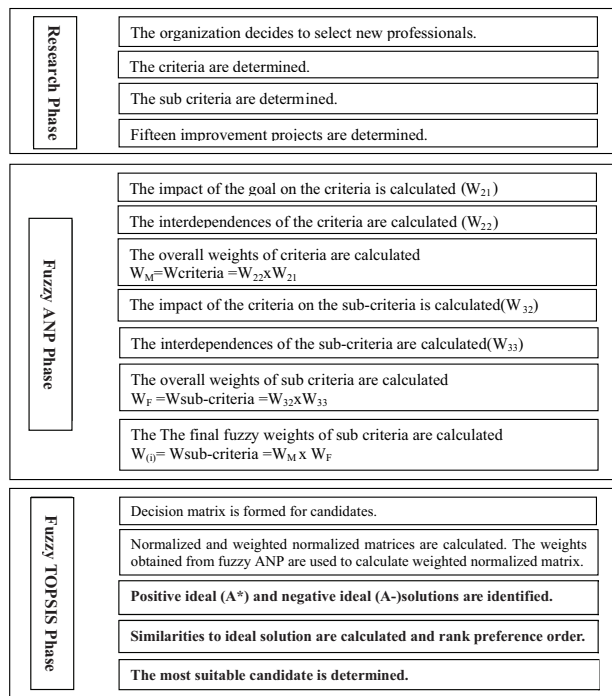 Research Phase
The organization decides to select new professionals.
The criteria are determined.
The sub criteria are determined.
Fifteen improvement projects are determined.
Fuzzy ANP Phase
The impact of the goal on the criteria is calculated (W21)
The interdependences of the criteria are calculated (W22)
The overall weights of criteria are calculated
WM=Wcriteria =W22xW21
The impact of the criteria on the sub-criteria is calculated(W32)
The interdependences of the sub-criteria are calculated(W33)
The overall weights of sub criteria are calculated
WF =Wsub-criteria =W32xW33
The The final fuzzy weights of sub criteria are calculated
W(i)= Wsub-criteria =WM x WF
Fuzzy TOPSIS Phase
Decision matrix is formed for candidates.
Normalized and weighted normalized matrices are calculated. The weights
obtained from fuzzy ANP are used to calculate weighted normalized matrix.
Positive ideal (A*) and negative ideal (A-)solutions are identified.
Similarities to ideal solution are calculated and rank preference order.
The most suitable candidate is determined.